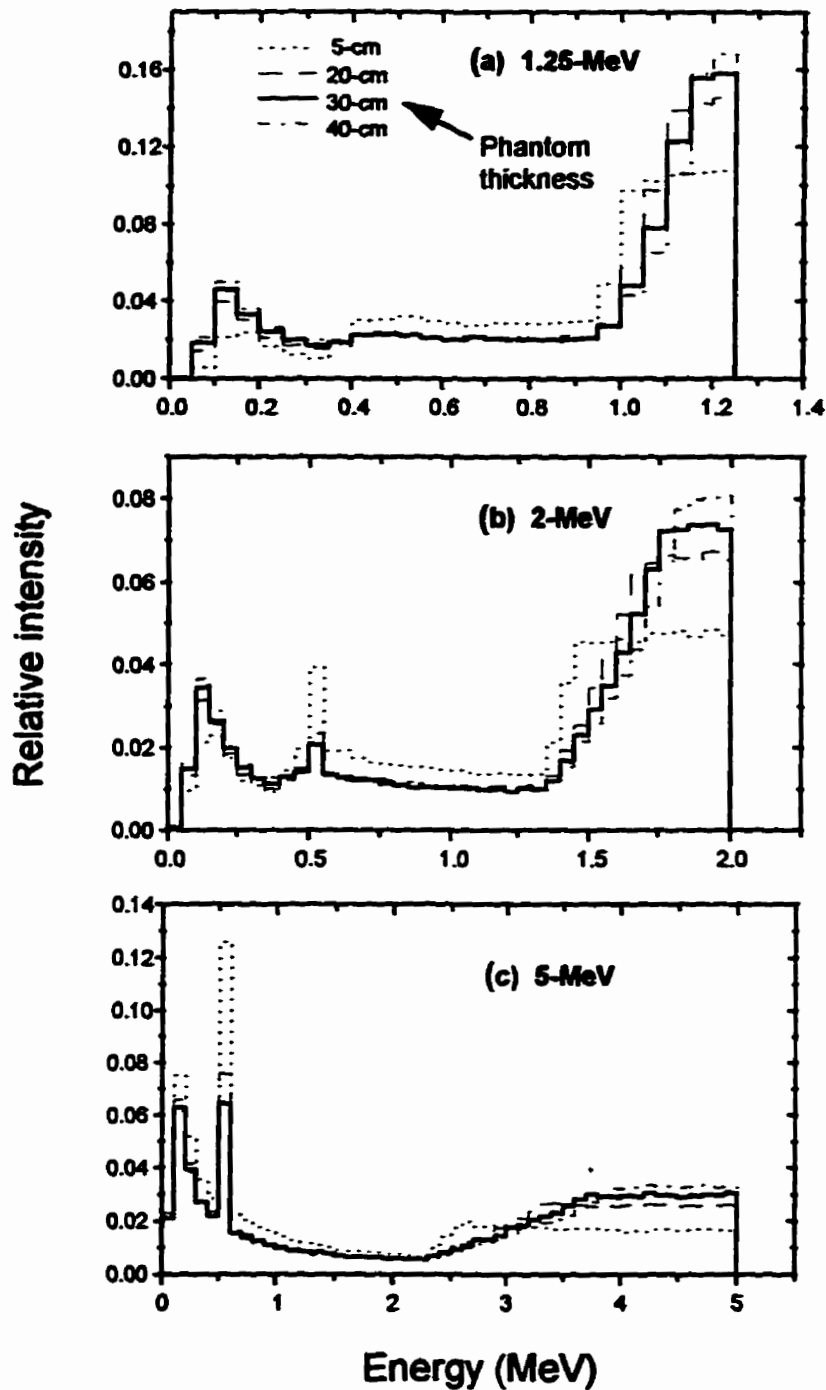 (a) 1.25-MeV
5-cm
20-cm
30-cm
40-cm
Phantom
thickness
0.16
0.12
0.08
0.04
0.00
0.0 0.2 0.4 0.6 0.8 1.0 1.2 1.4
Relative intensity
(b) 2-MeV
0.08
0.06
0.04
0.02
0.00
0.0 0.5 1.0 1.5 2.0
(c) 5-MeV
0.14
0.12
0.10
0.08
0.06
0.04
0.02
0.00
0 1 2 3 4 5
Energy (MeV)